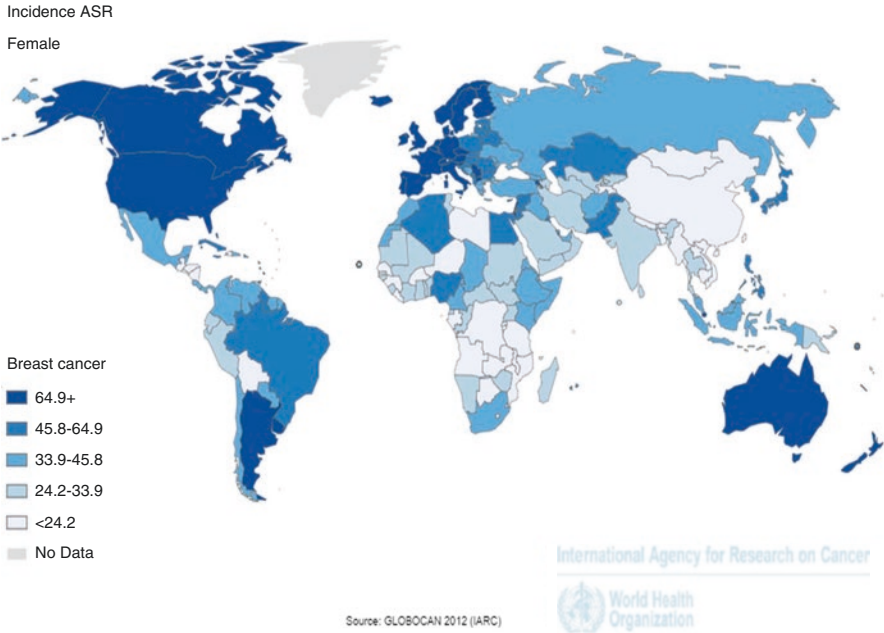 Incidence ASR
Female
Breast cancer
64.9+
45.8-64.9
33.9-45.8
24.2-33.9
<24.2
No Data
International Agency for Research on Cancer
World Health
Organization
Source: GLOBOCAN 2012 (IARC)